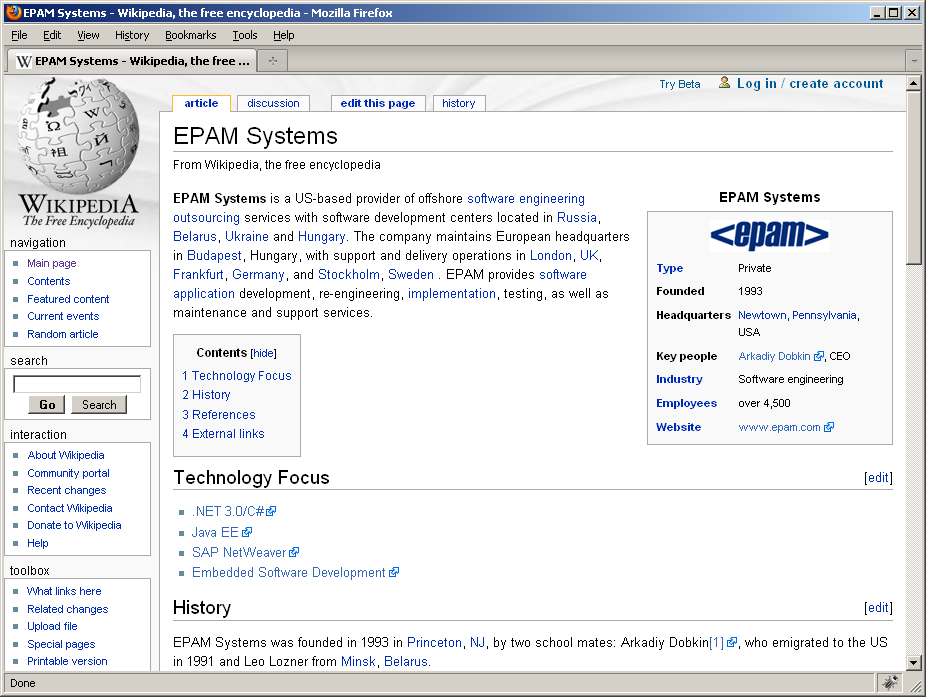 EPAM Systems - Wikipedia, the free encyclopedia - Mozilla Firefox
File Edit View History Bookmarks Tools Help
W EPAM Systems - Wikipedia, the free ...
Try Beta Log in / create account
article discussion edit this page history
Ω W И 祖
WIKIPEDIA
The Free Encyclopedia
navigation
Main page
Contents
Featured content
Current events
Random article
search
Go Search
interaction
About Wikipedia
Community portal
Recent changes
Contact Wikipedia
Donate to Wikipedia
Help
toolbox
What links here
Related changes
Upload file
Special pages
Printable version
EPAM Systems
From Wikipedia, the free encyclopedia
EPAM Systems is a US-based provider of offshore software engineering
outsourcing services with software development centers located in Russia,
Belarus, Ukraine and Hungary. The company maintains European headquarters
in Budapest, Hungary, with support and delivery operations in London, UK,
Frankfurt, Germany, and Stockholm, Sweden . EPAM provides software
application development, re-engineering, implementation, testing, as well as
maintenance and support services.
EPAM Systems
<epam>
Type Private
Founded 1993
Headquarters Newtown, Pennsylvania,
USA
Key people Arkadiy Dobkin, CEO
Industry Software engineering
Employees over 4,500
Website www.epam.com
Contents [hide]
1 Technology Focus
2 History
3 References
4 External links
Technology Focus [edit]
.NET 3.0/C#
Java EE
SAP NetWeaver
Embedded Software Development
History [edit]
EPAM Systems was founded in 1993 in Princeton, NJ, by two school mates: Arkadiy Dobkin[1], who emigrated to the US
in 1991 and Leo Lozner from Minsk, Belarus.
Done